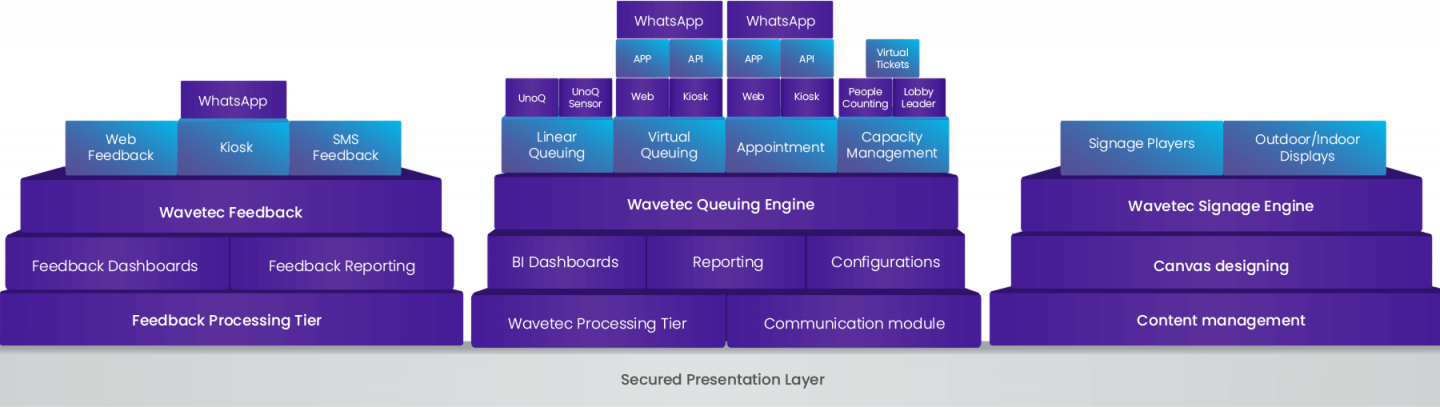 WhatsApp
Web
Feedback
Kiosk
SMS
Feedback
Wavetec Feedback
Feedback Dashboards
Feedback Reporting
Feedback Processing Tier
WhatsApp
WhatsApp
APP
API
APP
API
Virtual
Tickets
UnoQ
UnoQ
Sensor
Web
Kiosk
Web
Kiosk
People
Counting
Lobby
Leader
Linear
Queuing
Virtual
Queuing
Appointment
Capacity
Management
Wavetec Queuing Engine
BI Dashboards
Reporting
Configurations
Wavetec Processing Tier
Communication module
Signage Players
Outdoor/Indoor
Displays
Wavetec Signage Engine
Canvas designing
Content management
Secured Presentation Layer